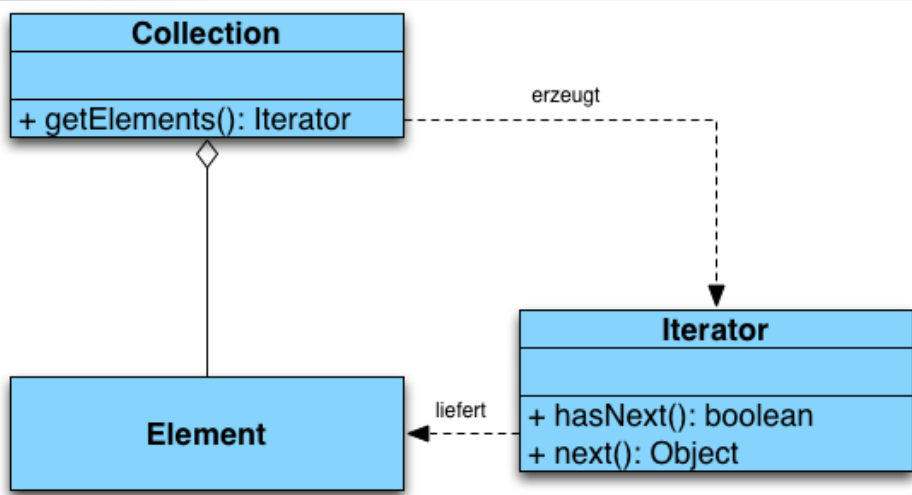 Collection
+ getElements(): Iterator
erzeugt
Iterator
+ hasNext(): boolean
+ next(): Object
liefert
Element